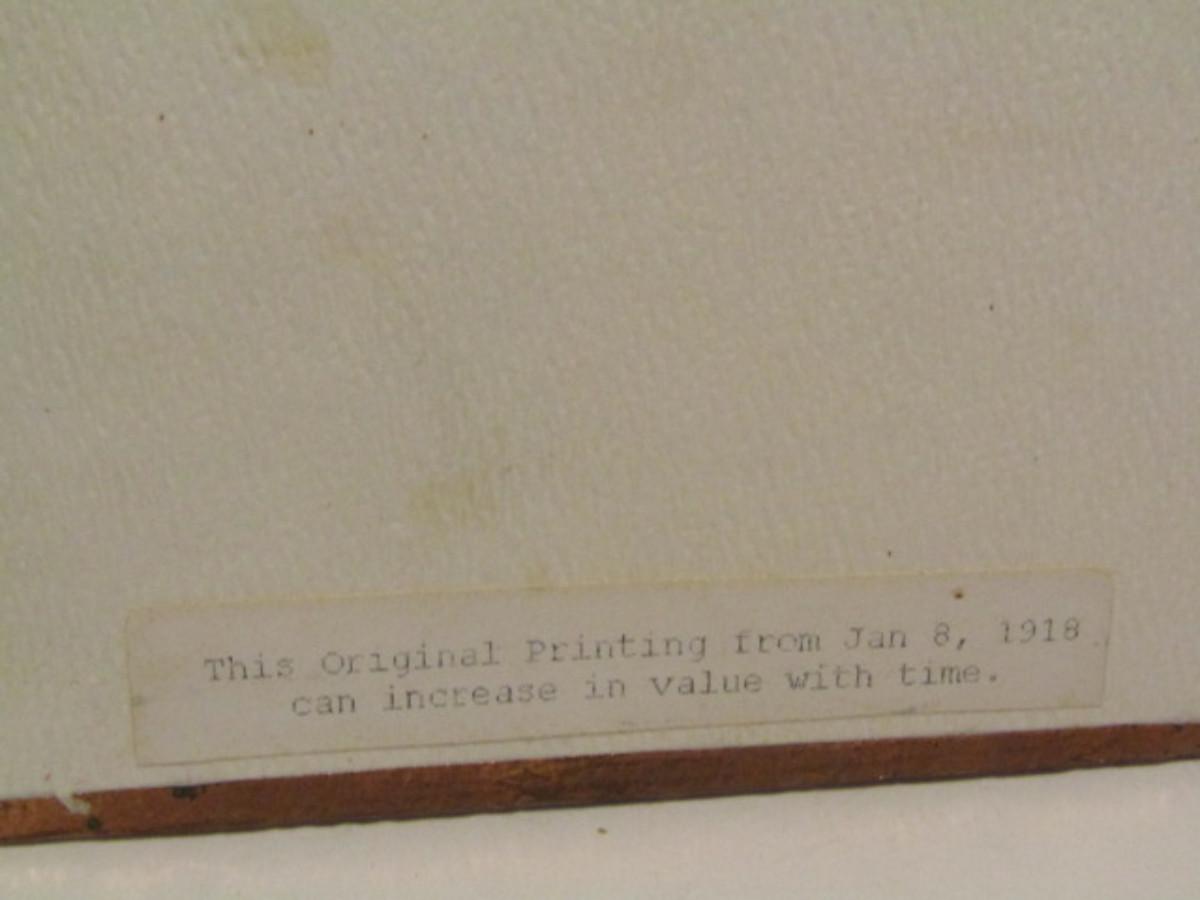 This Original Printing from Jan 8, 1918
can increase in value with time.